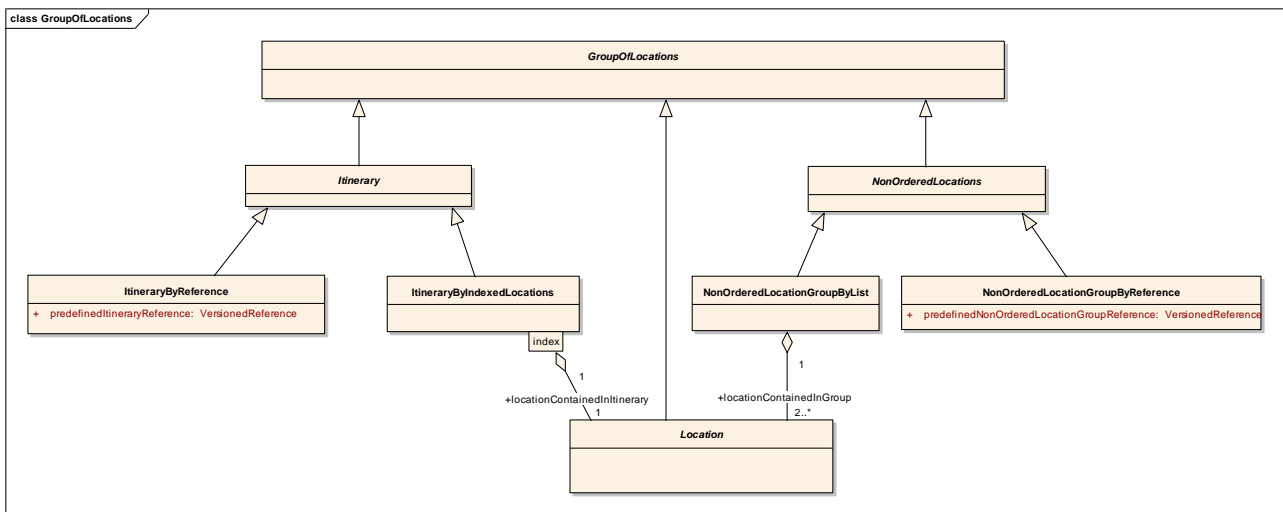 class GroupOfLocations
GroupOfLocations
Itinerary
NonOrderedLocations
ItineraryByReference
+ predefinedItineraryReference: VersionedReference
ItineraryByIndexedLocations
index
NonOrderedLocationGroupByList
NonOrderedLocationGroupByReference
+ predefinedNonOrderedLocationGroupReference: VersionedReference
1
+locationContainedInItinerary
1
1
+locationContainedInGroup
2..*
Location